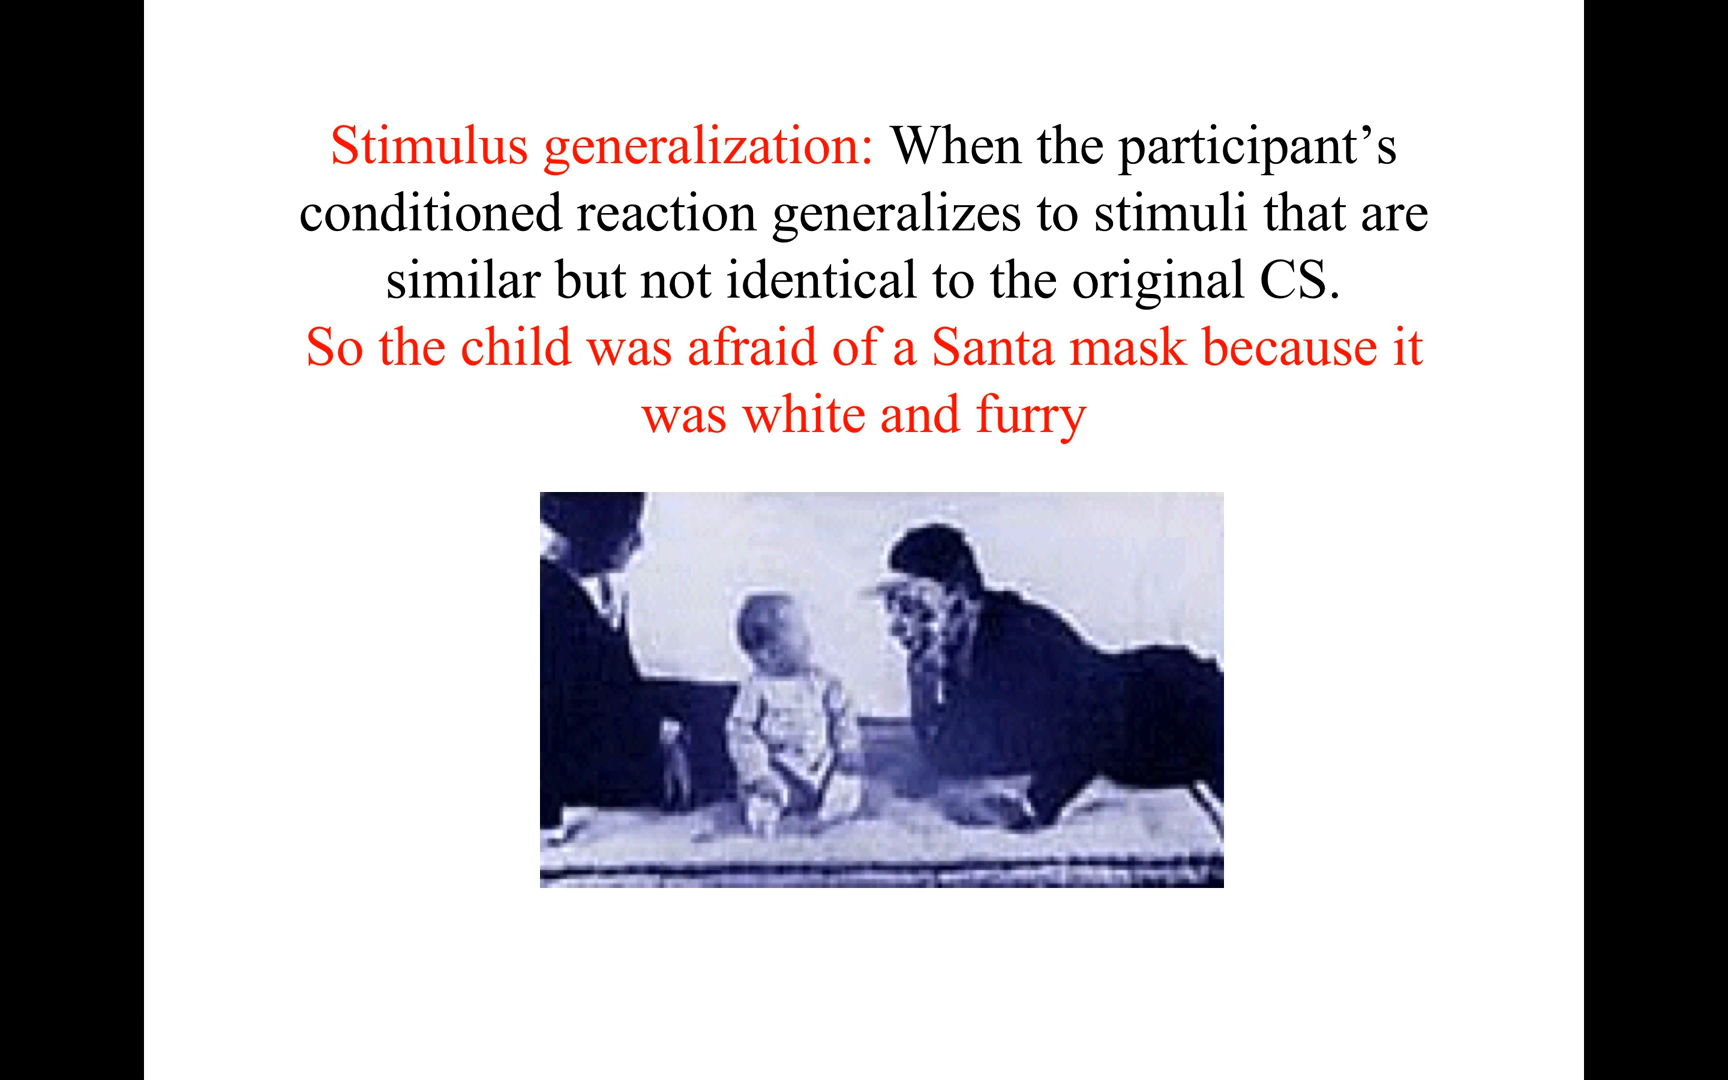 Stimulus generalization: When the participant’s
conditioned reaction generalizes to stimuli that are
similar but not identical to the original CS.
So the child was afraid of a Santa mask because it
was white and furry